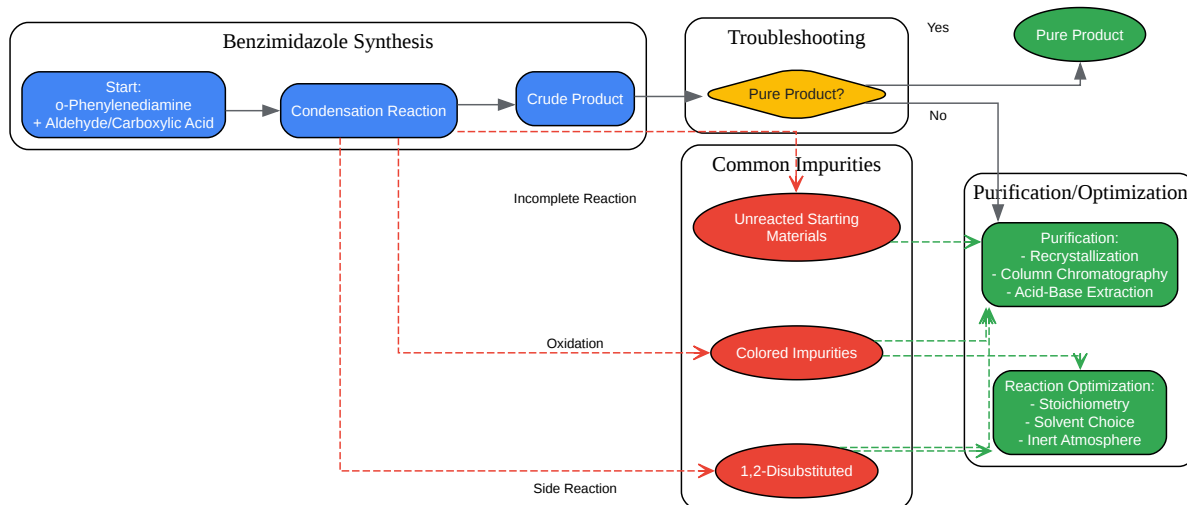 Benzimidazole Synthesis
Start:
o-Phenylenediamine
+ Aldehyde/Carboxylic Acid
Condensation Reaction
Crude Product
Troubleshooting
Pure Product?
Yes
No
Pure Product
Incomplete Reaction
Oxidation
Side Reaction
Common Impurities
Unreacted Starting
Materials
Colored Impurities
1,2-Disubstituted
Purification/Optimization
Purification:
- Recrystallization
- Column Chromatography
- Acid-Base Extraction
Reaction Optimization:
- Stoichiometry
- Solvent Choice
- Inert Atmosphere